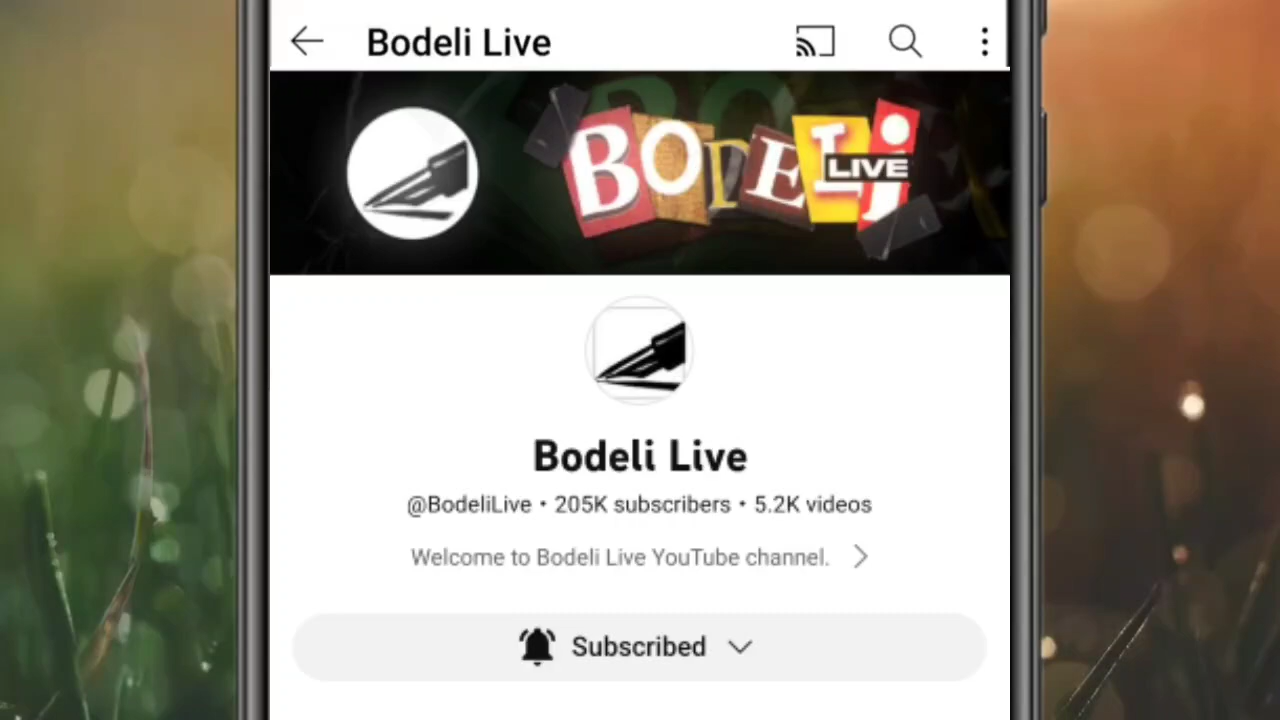 Bodeli Live
BODELi
LIVE
Bodeli Live
@BodeliLive • 205K subscribers • 5.2K videos
Welcome to Bodeli Live YouTube channel.
Subscribed